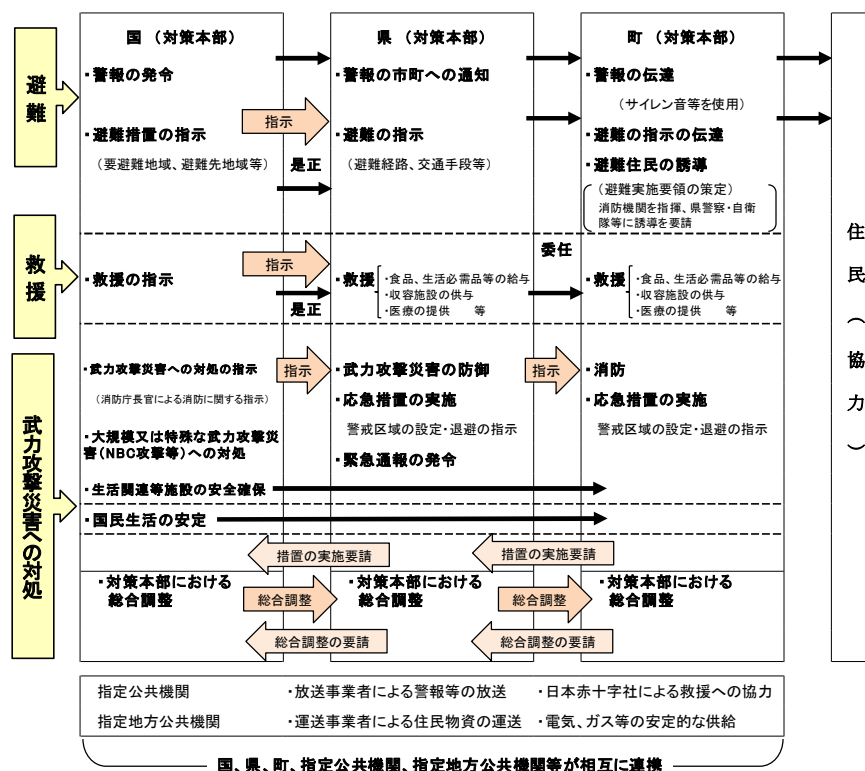 国（対策本部）
県（対策本部）
町（対策本部）
避難
・警報の発令
・警報の市町への通知
・警報の伝達
（サイレン音等を使用）
指示
・避難措置の指示
・避難の指示
・避難の指示の伝達
（要避難地域、避難先地域等）
是正
（避難経路、交通手段等）
・避難住民の誘導
（避難実施要領の策定）
消防機関を指揮、県警察・自衛
隊等に誘導を要請
救援
・救援の指示
指示
是正
・救援
・食品、生活必需品等の給与
・収容施設の供与
・医療の提供　等
委任
・救援
・食品、生活必需品等の給与
・収容施設の供与
・医療の提供　等
武力攻撃災害への対処
・武力攻撃災害への対処の指示
（消防庁長官による消防に関する指示）
指示
・武力攻撃災害の防御
指示
・消防
・応急措置の実施
・応急措置の実施
警戒区域の設定・退避の指示
警戒区域の設定・退避の指示
・大規模又は特殊な武力攻撃災
害（NBC攻撃等）への対処
・緊急通報の発令
・生活関連等施設の安全確保
・国民生活の安定
措置の実施要請
措置の実施要請
・対策本部における
総合調整
総合調整
・対策本部における
総合調整
総合調整
・対策本部における
総合調整
総合調整の要請
総合調整の要請
住民（協力）
指定公共機関
・放送事業者による警報等の放送
・日本赤十字社による救援への協力
指定地方公共機関
・運送事業者による住民物資の運送
・電気、ガス等の安定的な供給
国、県、町、指定公共機関、指定地方公共機関等が相互に連携